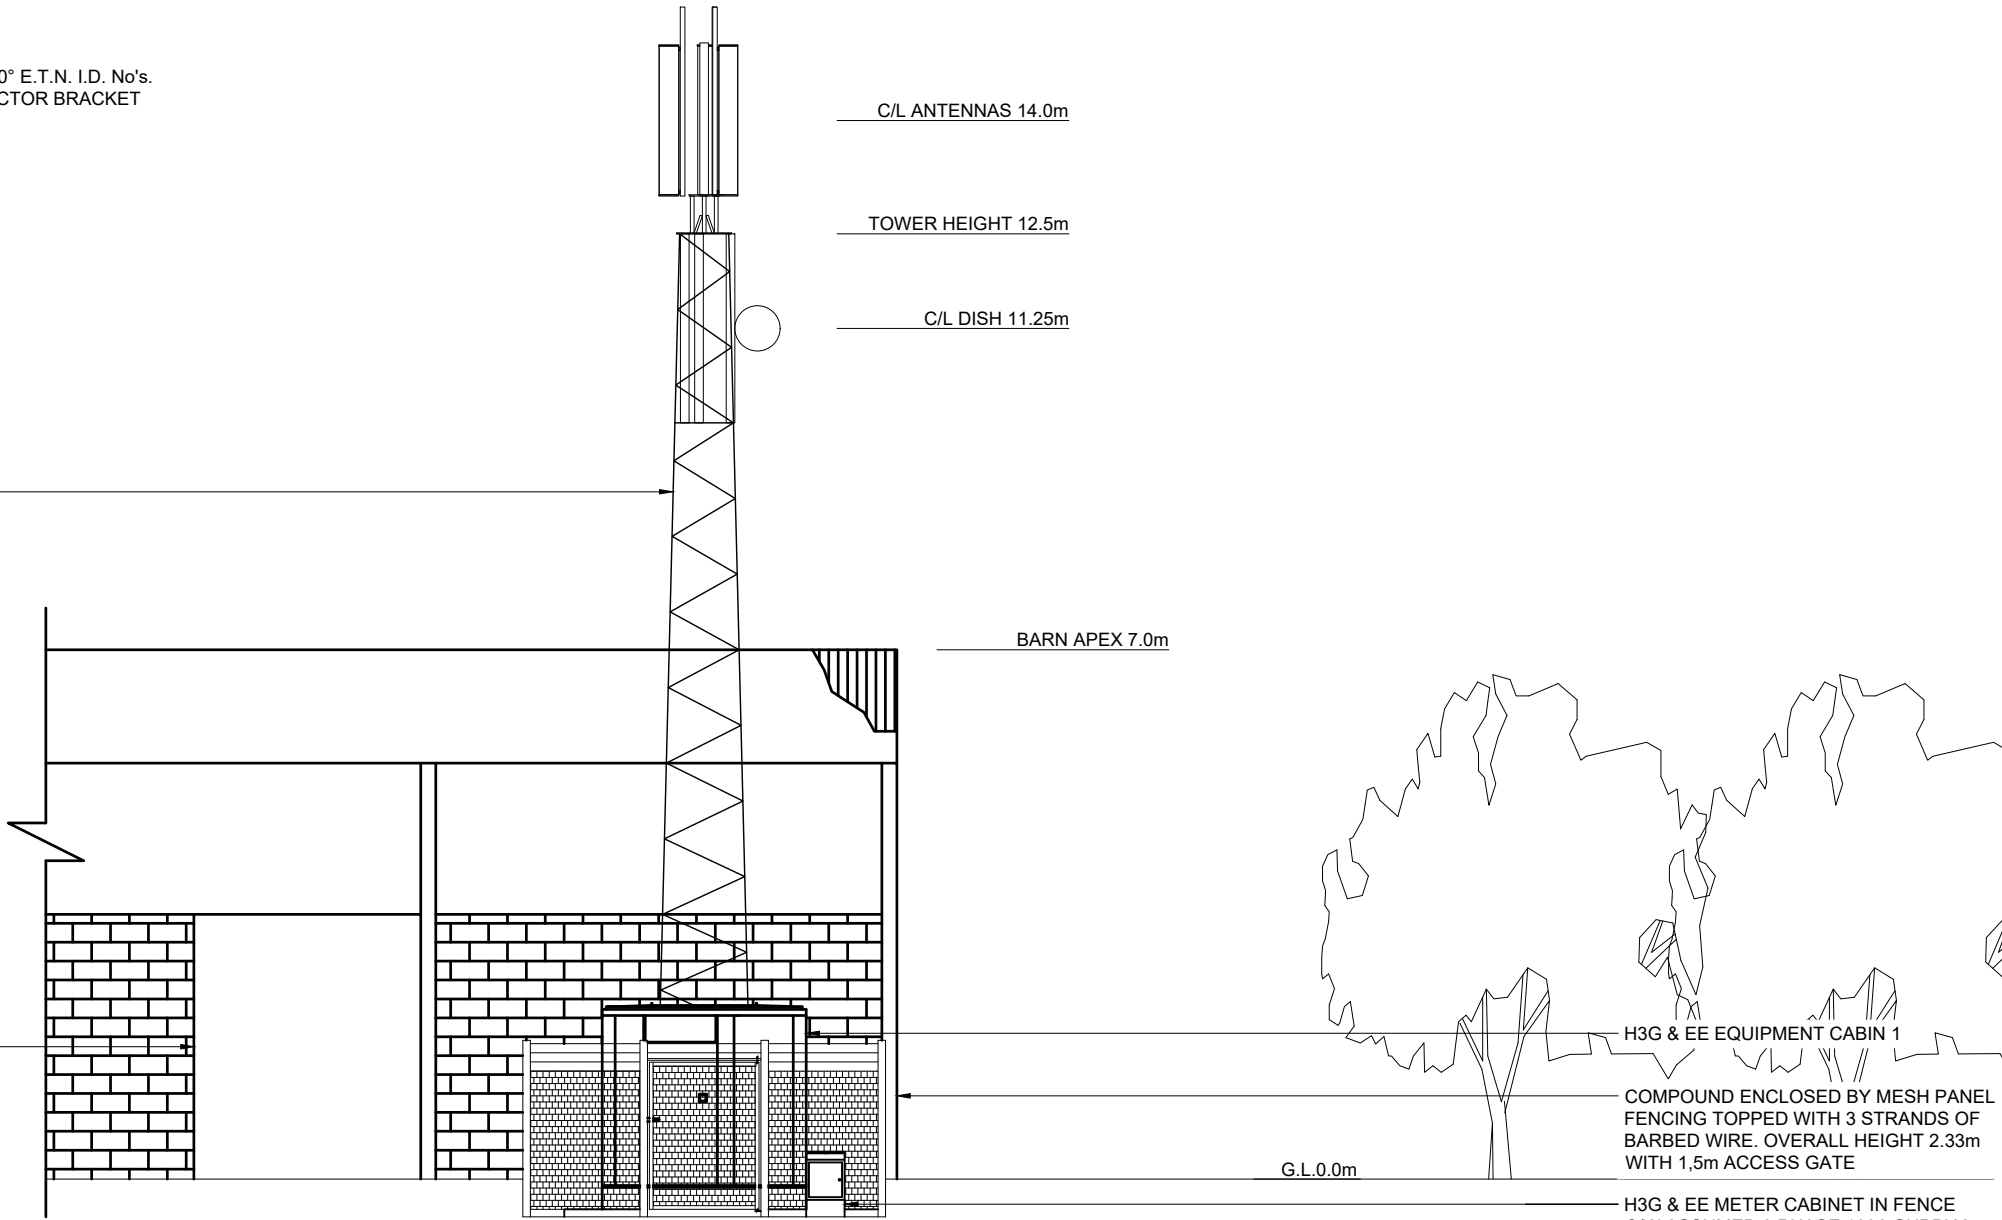 0° E.T.N. I.D. No's.
CTOR BRACKET
C/L ANTENNAS 14.0m
TOWER HEIGHT 12.5m
C/L DISH 11.25m
BARN APEX 7.0m
H3G & EE EQUIPMENT CABIN 1
COMPOUND ENCLOSED BY MESH PANEL
FENCING TOPPED WITH 3 STRANDS OF
BARBED WIRE. OVERALL HEIGHT 2.33m
WITH 1,5m ACCESS GATE
G.L.0.0m
H3G & EE METER CABINET IN FENCE